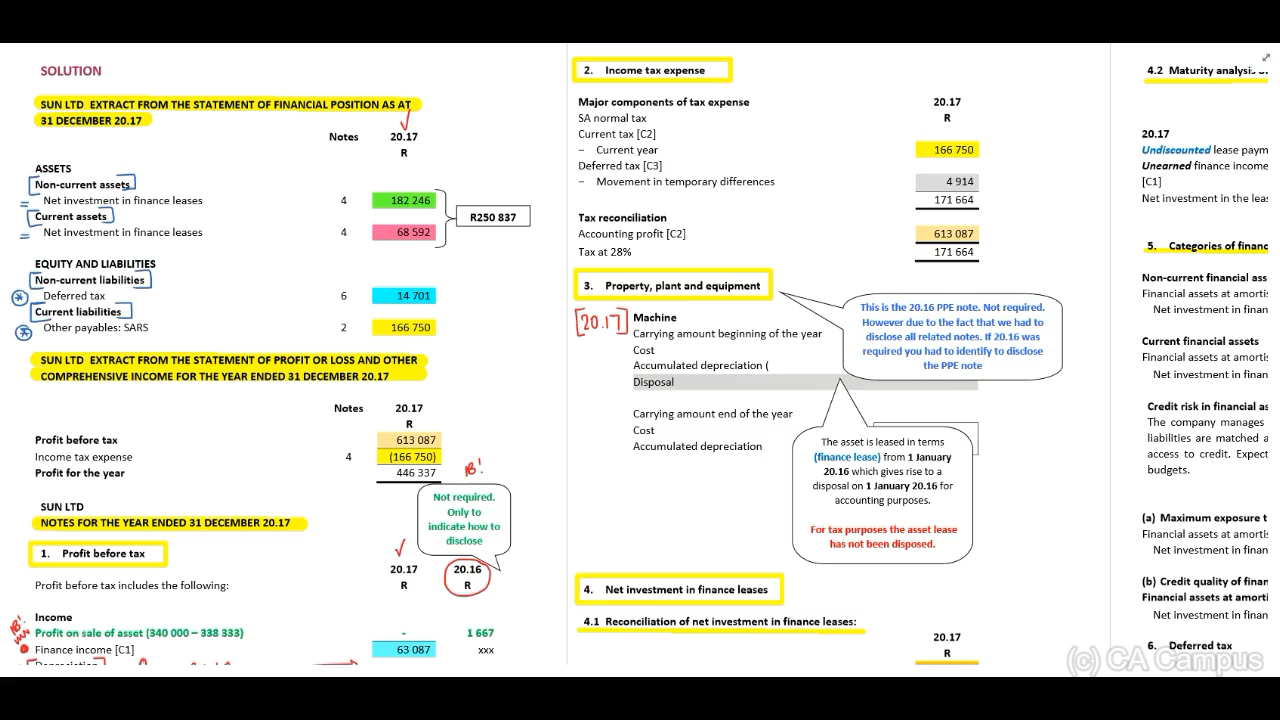 SOLUTION
SUN LTD EXTRACT FROM THE STATEMENT OF FINANCIAL POSITION AS AT
31 DECEMBER 20.17
Notes 20.17
R
ASSETS
Non-current assets
Net investment in finance leases 4 182 246
Current assets
Net investment in finance leases 4 68 592
R250 837
EQUITY AND LIABILITIES
Non-current liabilities
Deferred tax 6 14 701
Current liabilities
Other payables: SARS 2 166 750
SUN LTD EXTRACT FROM THE STATEMENT OF PROFIT OR LOSS AND OTHER
COMPREHENSIVE INCOME FOR THE YEAR ENDED 31 DECEMBER 20.17
Notes 20.17
R
Profit before tax 613 087
Income tax expense 4 (166 750)
Profit for the year 446 337
SUN LTD
NOTES FOR THE YEAR ENDED 31 DECEMBER 20.17
Not required.
Only to
indicate how to
disclose
1. Profit before tax
20.17 20.16
R R
Profit before tax includes the following:
Income
Profit on sale of asset (340 000 – 338 333) - 1 667
Finance income [C1] 63 087 xxx
2. Income tax expense
Major components of tax expense 20.17
SA normal tax R
Current tax [C2]
– Current year 166 750
Deferred tax [C3]
– Movement in temporary differences 4 914
171 664
Tax reconciliation
Accounting profit [C2] 613 087
Tax at 28% 171 664
3. Property, plant and equipment
[20.17]
Machine
Carrying amount beginning of the year
Cost
Accumulated depreciation (
Disposal
Carrying amount end of the year
Cost
Accumulated depreciation
This is the 20.16 PPE note. Not required.
However due to the fact that we had to
disclose all related notes. If 20.16 was
required you had to identify to disclose
the PPE note
The asset is leased in terms
(finance lease) from 1 January
20.16 which gives rise to a
disposal on 1 January 20.16 for
accounting purposes.
For tax purposes the asset lease
has not been disposed.
4. Net investment in finance leases
4.1 Reconciliation of net investment in finance leases:
20.17
R
4.2 Maturity analysis
20.17
Undiscounted lease paym
Unearned finance income
[C1]
Net investment in the leas
5. Categories of financ
Non-current financial asse
Financial assets at amortis
Net investment in finan
Current financial assets
Financial assets at amortis
Net investment in finan
Credit risk in financial as
The company manages
liabilities are matched a
access to credit. Expect
budgets.
(a) Maximum exposure t
Financial assets at amorti
Net investment in finan
(b) Credit quality of finan
Financial assets at amorti
Net investment in finan
6. Deferred tax
(c) CA Campus